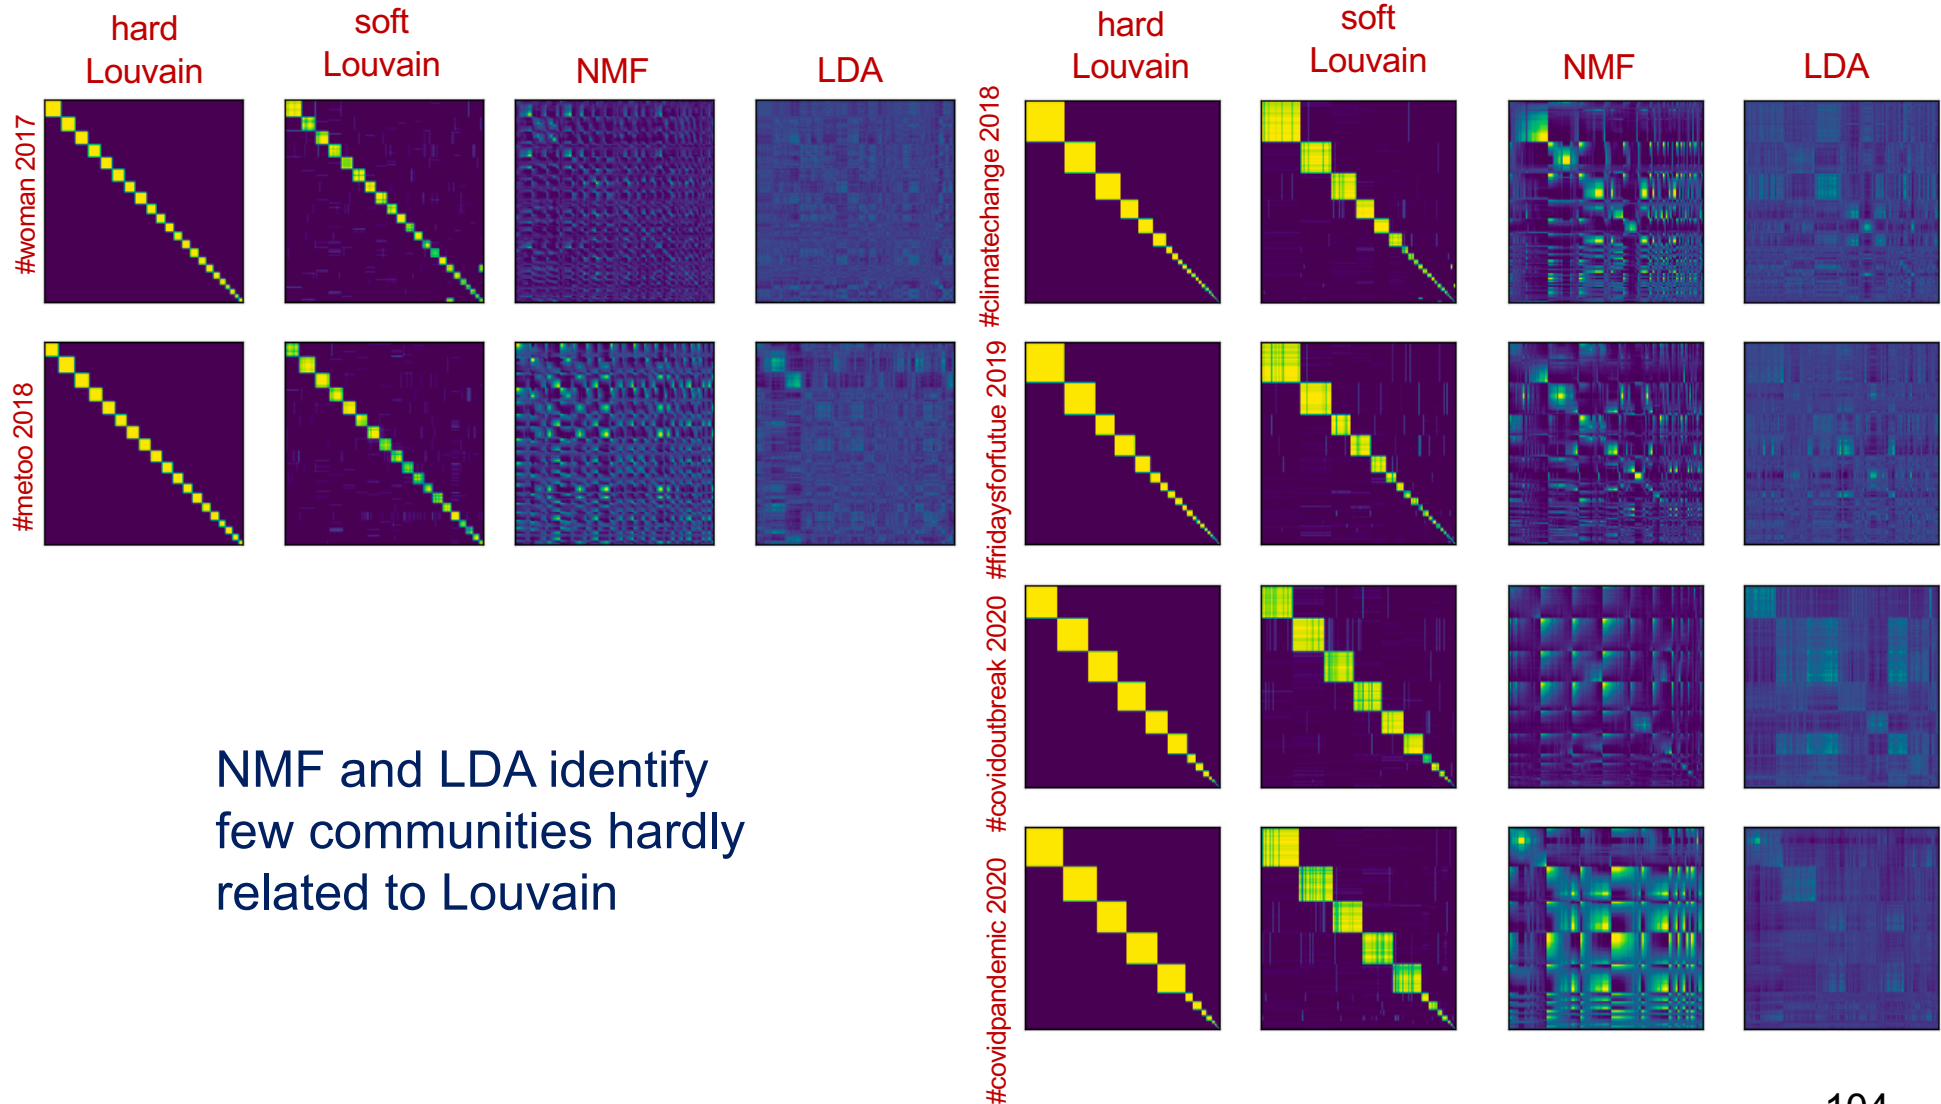 hard
Louvain
soft
Louvain
NMF
LDA
#woman 2017
#metoo 2018
NMF and LDA identify
few communities hardly
related to Louvain
hard
Louvain
soft
Louvain
NMF
LDA
#climatechange 2018
#fridaysforfutue 2019
#covidoutbreak 2020
#covidpandemic 2020
104